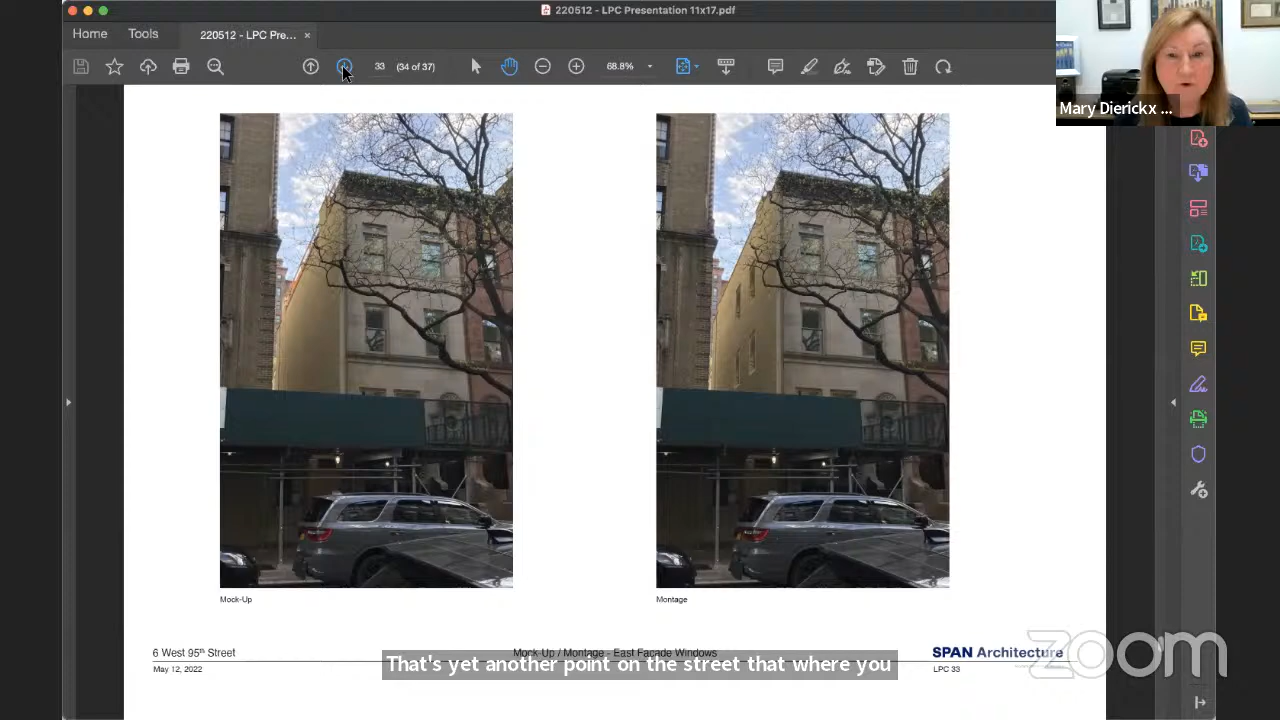 220512 - LPC Presentation 11x17.pdf
Home
Tools
220512 - LPC Pre...
×
33
(34 of 37)
68.8%
Mary Dierickx ...
Mock-Up
Montage
6 West 95th Street
May 12, 2022
Mock-Up / Montage - East Facade Windows
SPAN Architecture
LPC 33
That's yet another point on the street that where you
zoom